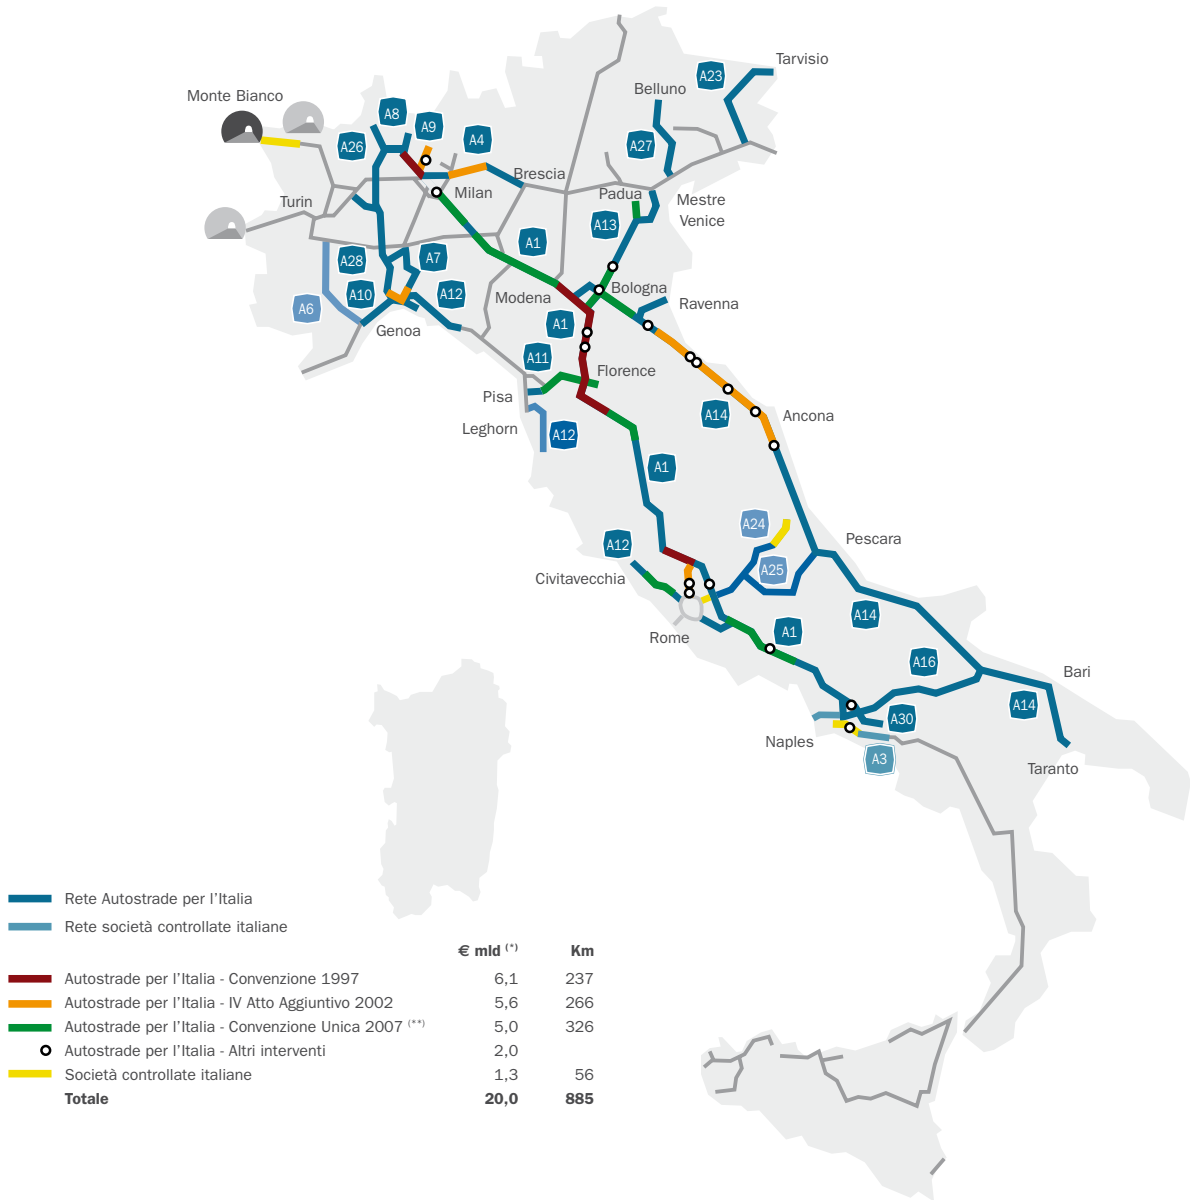 Tarvisio
A23
Belluno
Monte Bianco
A8
A9
A4
A26
A27
Brescia
Milan
Padua
Mestre
Venice
Turin
A13
A1
A28
A7
A10
A12
A6
Modena
Bologna
Ravenna
Genoa
A1
A11
Florence
Pisa
Leghorn
A12
A14
Ancona
A1
A24
A12
Pescara
A25
Civitavecchia
A14
Rome
A1
A16
Bari
A14
A30
Naples
A3
Taranto
Rete Autostrade per l’Italia
Rete società controllate italiane
€ mld (*) Km
Autostrade per l’Italia - Convenzione 1997 6,1 237
Autostrade per l’Italia - IV Atto Aggiuntivo 2002 5,6 266
Autostrade per l’Italia - Convenzione Unica 2007 (**) 5,0 326
Autostrade per l’Italia - Altri interventi 2,0
Società controllate italiane 1,3 56
Totale 20,0 885